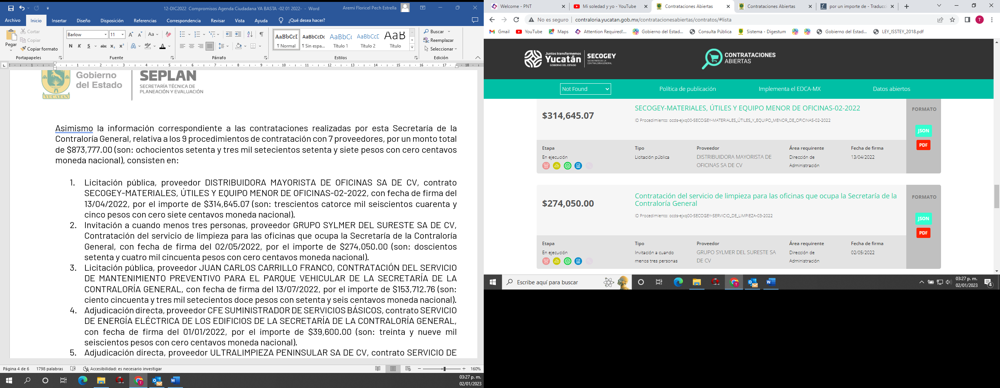 12-DIC2022 Compromisos Agenda Ciudadana YA BASTA -02 01 2022- - Word
Aremi Floricel Pech Estrella
Archivo Inicio Insertar Diseño Disposición Referencias Correspondencia Revisar Vista Ayuda ¿Qué desea hacer?
Pegar
Cortar
Copiar
Copiar formato
Portapapeles
Barlow 11
N K S abc x₂ x²
Fuente
Párrafo
AaBbCcI AaBbCcDc AaBbCc AaBbCcE AaB
¶ Normal ¶ Sin espa... Título 1 Título 2 Título
Estilos
Buscar
Reemplazar
Seleccionar
Edición
YUCATÁN
Gobierno
del Estado
SEPLAN
SECRETARÍA TÉCNICA DE
PLANEACIÓN Y EVALUACIÓN
Asimismo la información correspondiente a las contrataciones realizadas por esta Secretaría de la
Contraloría General, relativa a los 9 procedimientos de contratación con 7 proveedores, por un monto total
de $873,777.00 (son: ochocientos setenta y tres mil setecientos setenta y siete pesos con cero centavos
moneda nacional), consisten en:
1. Licitación pública, proveedor DISTRIBUIDORA MAYORISTA DE OFICINAS SA DE CV, contrato
SECOGEY-MATERIALES, ÚTILES Y EQUIPO MENOR DE OFICINAS-02-2022, con fecha de firma del
13/04/2022, por el importe de $314,645.07 (son: trescientos catorce mil seiscientos cuarenta y
cinco pesos con cero siete centavos moneda nacional).
2. Invitación a cuando menos tres personas, proveedor GRUPO SYLMER DEL SURESTE SA DE CV,
Contratación del servicio de limpieza para las oficinas que ocupa la Secretaría de la Contraloría
General, con fecha de firma del 02/05/2022, por el importe de $274,050.00 (son: doscientos
setenta y cuatro mil cincuenta pesos con cero centavos moneda nacional).
3. Licitación pública, proveedor JUAN CARLOS CARRILLO FRANCO, CONTRATACIÓN DEL SERVICIO
DE MANTENIMIENTO PREVENTIVO PARA EL PARQUE VEHICULAR DE LA SECRETARÍA DE LA
CONTRALORÍA GENERAL, con fecha de firma del 13/07/2022, por el importe de $153,712.76 (son:
ciento cincuenta y tres mil setecientos doce pesos con setenta y seis centavos moneda nacional).
4. Adjudicación directa, proveedor CFE SUMINISTRADOR DE SERVICIOS BÁSICOS, contrato SERVICIO
DE ENERGÍA ELÉCTRICA DE LOS EDIFICIOS DE LA SECRETARÍA DE LA CONTRALORÍA GENERAL,
con fecha de firma del 01/01/2022, por el importe de $39,600.00 (son: treinta y nueve mil
seiscientos pesos con cero centavos moneda nacional).
5. Adjudicación directa, proveedor ULTRALIMPIEZA PENINSULAR SA DE CV, contrato SERVICIO DE
Página 4 de 6 1798 palabras Accesibilidad: es necesario investigar 160%
03:27 p. m.
02/01/2023
Welcome - PNT Mi soledad y yo - YouTube Contrataciones Abiertas Contrataciones Abiertas por un importe de - Traducci
No es seguro contraloria.yucatan.gob.mx/contratacionesabiertas/contratos/#lista
Gmail YouTube Maps Attention Required!... Gobierno del Estad... Consulta Pública Sistema - Digestum Gobierno del Estad... LEY_ISSTEY_2018.pdf
Juntos transformemos
Yucatán
GOBIERNO DEL ESTADO
SECOGEY
SECRETARÍA DE LA
CONTRALORÍA GENERAL
CONTRATACIONES
ABIERTAS
Not Found Política de publicación Implementa el EDCA-MX Datos abiertos
$314,645.07
SECOGEY-MATERIALES, ÚTILES Y EQUIPO MENOR DE OFICINAS-02-2022
ID Procedimiento: ocds-ejxq00-SECOGEY-MATERIALES_ÚTILES_Y_EQUIPO_MENOR_DE_OFICINAS-02-2022
FORMATO
JSON
PDF
Etapa Tipo Proveedor Área requirente Fecha de firma
En ejecución Licitación pública DISTRIBUIDORA MAYORISTA DE Dirección de 13/04/2022
OFICINAS SA DE CV Administración
$274,050.00
Contratación del servicio de limpieza para las oficinas que ocupa la Secretaría de la
Contraloría General
ID Procedimiento: ocds-ejxq00-SECOGEY-SERVICIO_DE_LIMPIEZA-03-2022
FORMATO
JSON
PDF
Etapa Tipo Proveedor Área requirente Fecha de firma
En ejecución Invitación a cuando GRUPO SYLMER DEL SURESTE SA Dirección de 02/05/2022
menos tres personas DE CV Administración
Escribe aquí para buscar
03:27 p. m.
02/01/2023
4